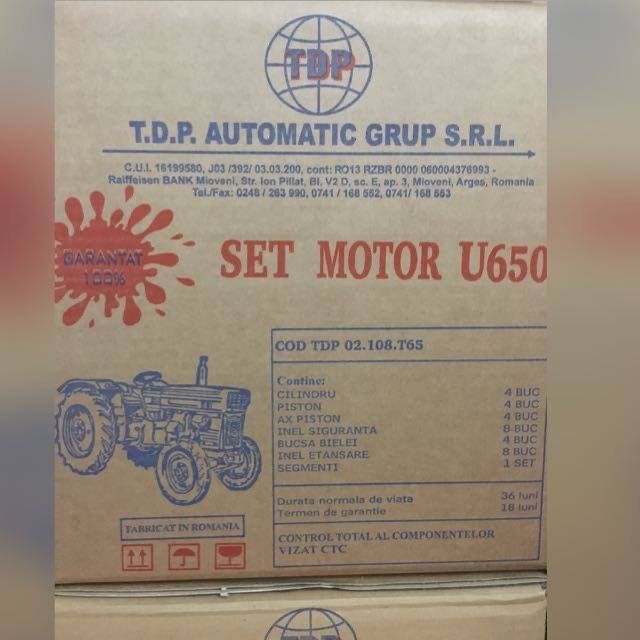 TDP
T.D.P. AUTOMATIC GRUP S.R.L.
C.U.I. 16199580, J03 /392/ 03.03.200, cont: RO13 RZBR 0000 060004376993 -
Raiffeisen BANK Mioveni, Str. Ion Pillat, Bl. V2 D, sc. E, ap. 3, Mioveni, Arges, Romania
Tel./Fax: 0248 / 263 990, 0741 / 168 552, 0741/ 168 553
GARANTAT
100%
SET MOTOR U650
COD TDP 02.108.T65
Contine:
CILINDRU 4 BUC
PISTON 4 BUC
AX PISTON 4 BUC
INEL SIGURANTA 8 BUC
BUCSA BIELEI 4 BUC
INEL ETANSARE 8 BUC
SEGMENTI 1 SET
Durata normala de viata 36 luni
Termen de garantie 18 luni
CONTROL TOTAL AL COMPONENTELOR
VIZAT CTC
FABRICAT IN ROMANIA
TDP